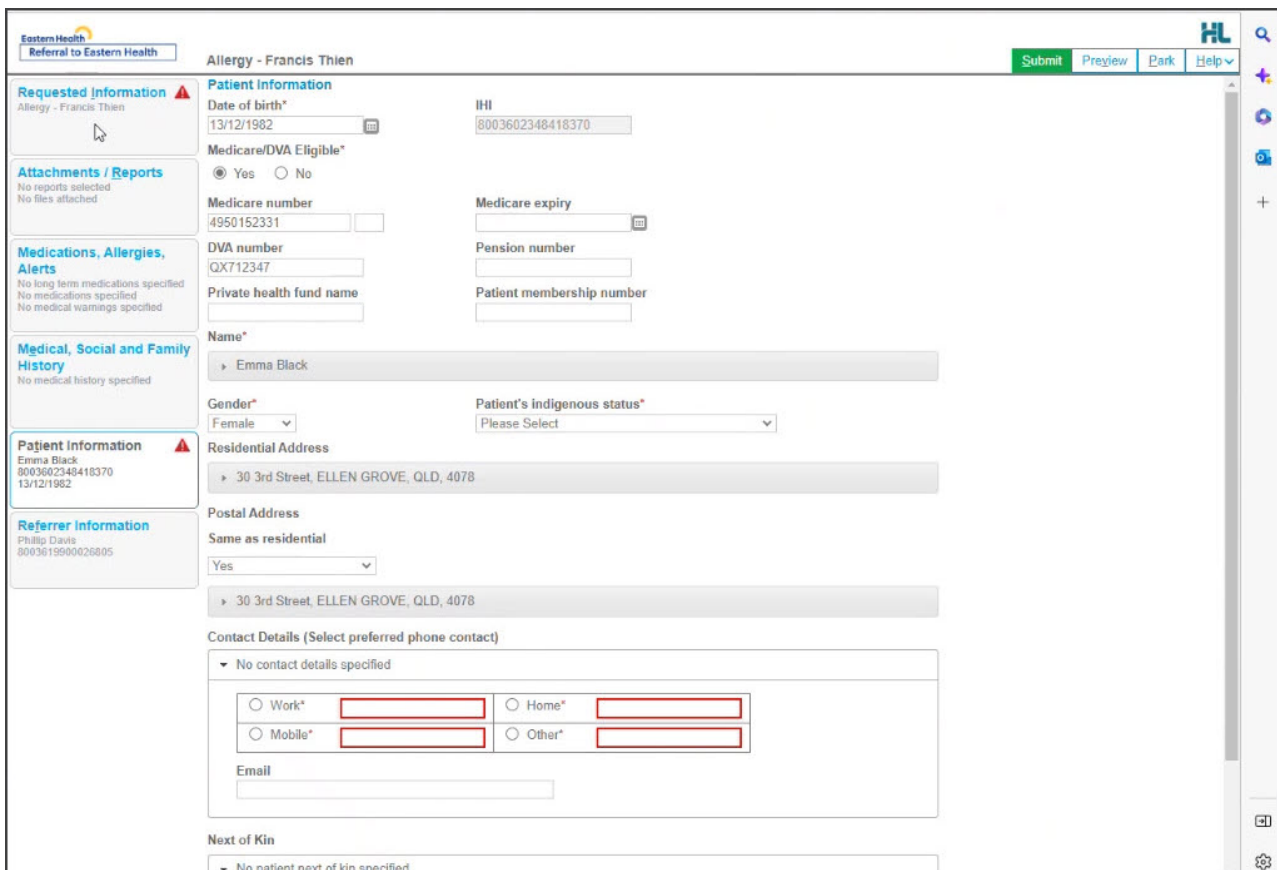 Eastern Health
Referral to Eastern Health
HL
Allergy - Francis Thien
Submit Preview Park Help
Requested Information
Allergy - Francis Thien
Attachments / Reports
No reports selected
No files attached
Medications, Allergies,
Alerts
No long term medications specified
No medications specified
No medical warnings specified
Medical, Social and Family
History
No medical history specified
Patient Information
Emma Black
8003602348418370
13/12/1982
Referrer Information
Phillip Davis
8003619900026805
Patient Information
Date of birth* IHI
13/12/1982 8003602348418370
Medicare/DVA Eligible*
Yes No
Medicare number Medicare expiry
4950152331
DVA number Pension number
QX712347
Private health fund name Patient membership number
Name*
Emma Black
Gender* Patient's indigenous status*
Female Please Select
Residential Address
30 3rd Street, ELLEN GROVE, QLD, 4078
Postal Address
Same as residential
Yes
30 3rd Street, ELLEN GROVE, QLD, 4078
Contact Details (Select preferred phone contact)
No contact details specified
Work* Home*
Mobile* Other*
Email
Next of Kin
No patient next of kin specified